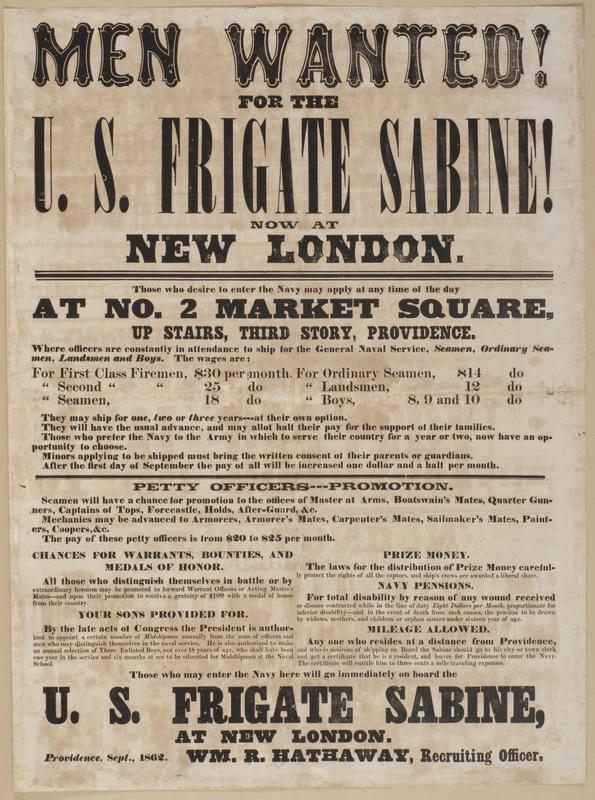 MEN WANTED!
FOR THE
U. S. FRIGATE SABINE!
NOW AT
NEW LONDON.
Those who desire to enter the Navy may apply at any time of the day
AT NO. 2 MARKET SQUARE,
UP STAIRS, THIRD STORY, PROVIDENCE.
Where officers are constantly in attendance to ship for the General Naval Service, Seamen, Ordinary Sea-
men, Landsmen and Boys. The wages are:
For First Class Firemen, $30 per month. For Ordinary Seamen, $14 do
“ Second “ “ 25 do “ Landsmen, 12 do
“ Seamen, 18 do “ Boys, 8, 9 and 10 do
They may ship for one, two or three years---at their own option.
They will have the usual advance, and may allot half their pay for the support of their families.
Those who prefer the Navy to the Army in which to serve their country for a year or two, now have an op-
portunity to choose.
Minors applying to be shipped must bring the written consent of their parents or guardians.
After the first day of September the pay of all will be increased one dollar and a half per month.
PETTY OFFICERS---PROMOTION.
Seamen will have a chance for promotion to the offices of Master at Arms, Boatswain's Mates, Quarter Gun-
ners, Captains of Tops, Forecastle, Holds, After-Guard, &c.
Mechanics may be advanced to Armorers, Armorer's Mates, Carpenter's Mates, Sailmaker's Mates, Paint-
ers, Coopers, &c.
The pay of these petty officers is from $20 to $25 per month.
CHANCES FOR WARRANTS, BOUNTIES, AND
MEDALS OF HONOR.
All those who distinguish themselves in battle or by
extraordinary heroism may be promoted to forward Warrant Officers or Acting Master's
Mates—and upon their promotion to receive a gratuity of $100 with a medal of honor
from their country.
YOUR SONS PROVIDED FOR.
By the late acts of Congress the President is author-
ized to appoint a certain number of Midshipmen annually from the sons of officers and
men who may distinguish themselves in the naval service. He is also authorized to make
an annual selection of Three Enlisted Boys, not over 18 years of age, who shall have been
one year in the service and six months at sea to be educated for Midshipmen at the Naval
School.
PRIZE MONEY.
The laws for the distribution of Prize Money careful-
ly protect the rights of all the captors, and ship's crews are awarded a liberal share.
NAVY PENSIONS.
For total disability by reason of any wound received
or disease contracted while in the line of duty Eight Dollars per Month, proportionate for
inferior disability—and in the event of death from such causes, the pension to be drawn
by widows, mothers, and children or orphan sisters under sixteen year of age.
MILEAGE ALLOWED.
Any one who resides at a distance from Providence,
and who is desirous of shipping on Board the Sabine should go to his city or town clerk
and get a certificate that he is a resident, and leaves for Providence to enter the Navy.
The certificate will entitle him to three cents a mile traveling expenses.
Those who may enter the Navy here will go immediately on board the
U. S. FRIGATE SABINE,
AT NEW LONDON.
Providence, Sept., 1862. WM. R. HATHAWAY, Recruiting Officer.